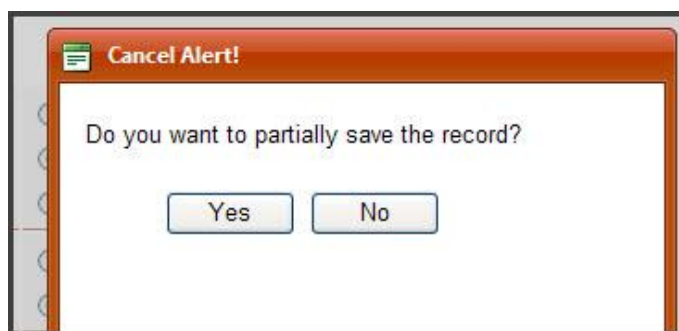 Cancel Alert!
Do you want to partially save the record?
Yes No